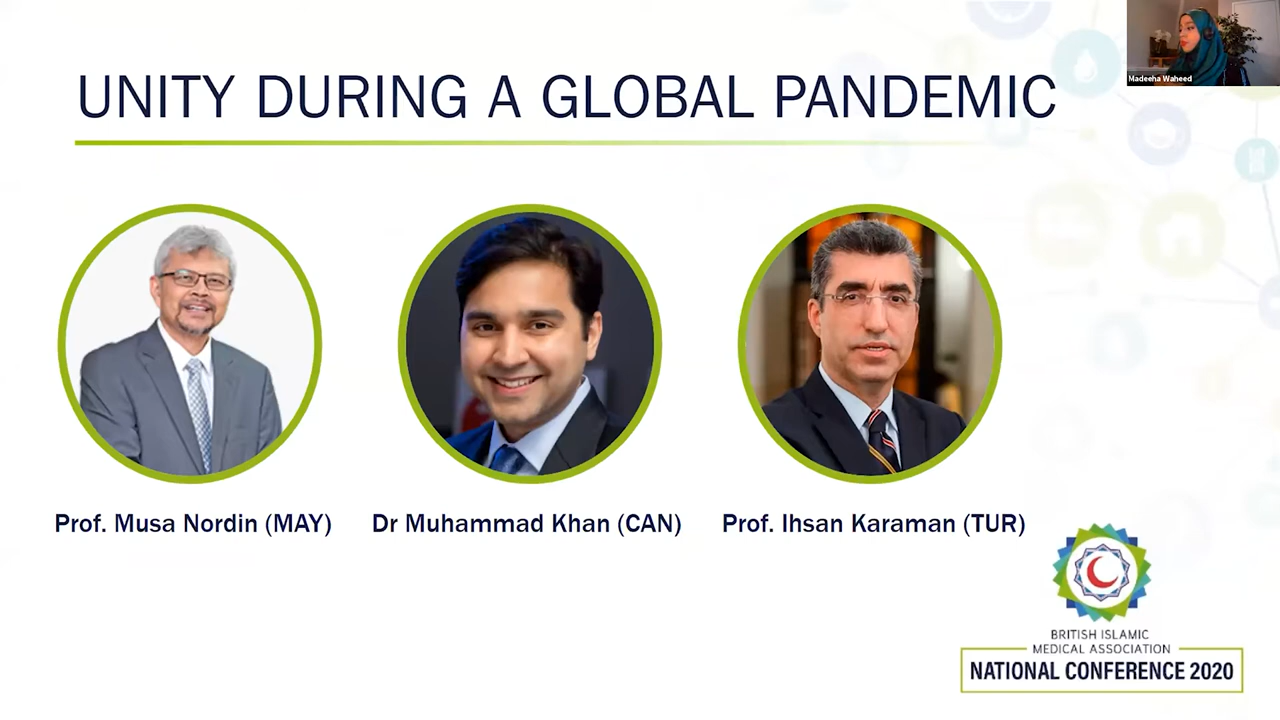 UNITY DURING A GLOBAL PANDEMIC
Madeeha Waheed
Prof. Musa Nordin (MAY)
Dr Muhammad Khan (CAN)
Prof. Ihsan Karaman (TUR)
BRITISH ISLAMIC
MEDICAL ASSOCIATION
NATIONAL CONFERENCE 2020